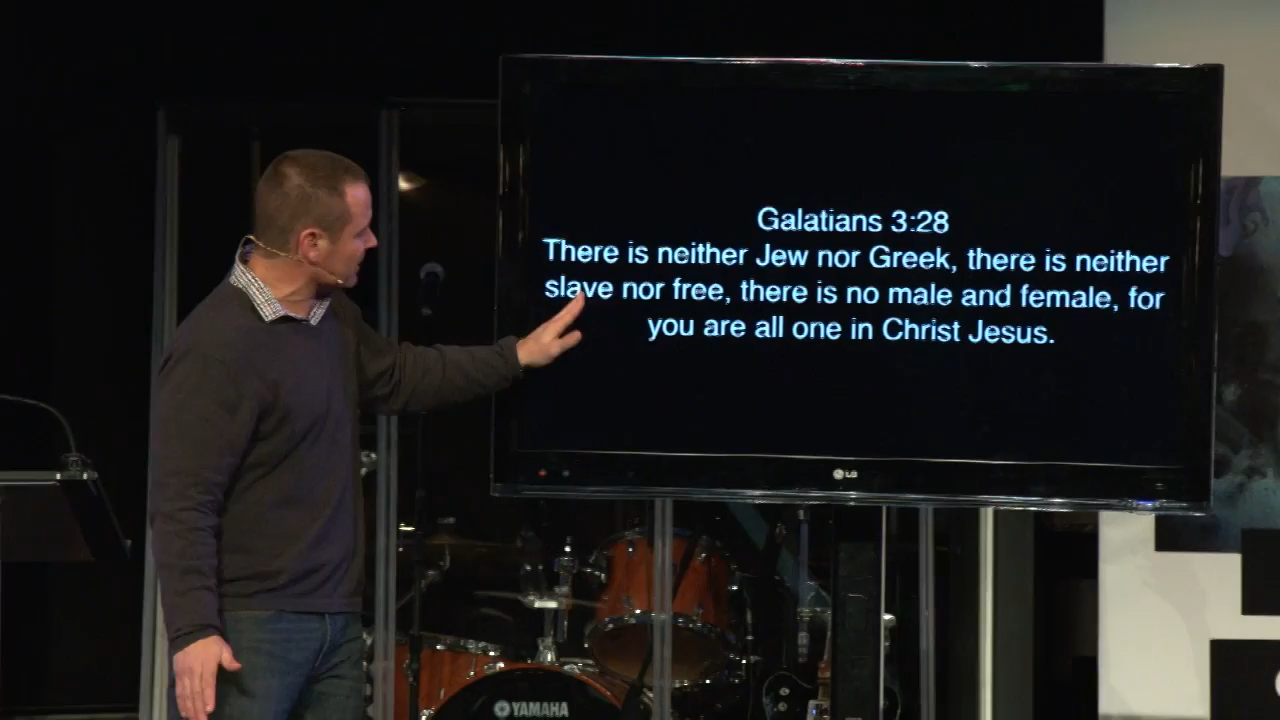 Galatians 3:28
There is neither Jew nor Greek, there is neither
slave nor free, there is no male and female, for
you are all one in Christ Jesus.
LG
YAMAHA